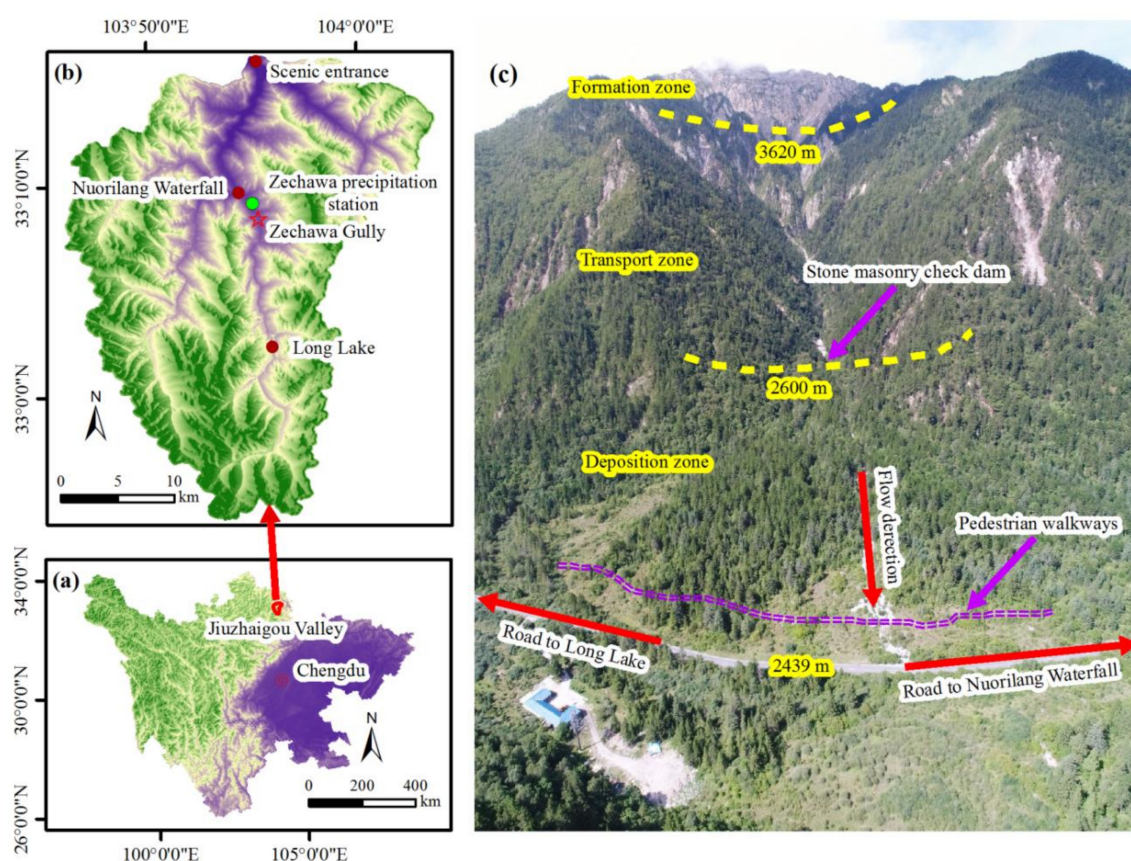 103°50'0"E
104°0'0"E
(b)
Scenic entrance
Nuorilang Waterfall
Zechawa precipitation
station
Zechawa Gully
Long Lake
33°10'0"N
33°0'0"N
N
0 5 10
km
(a)
Jiuzhaigou Valley
Chengdu
34°0'0"N
30°0'0"N
26°0'0"N
N
0 200 400
km
100°0'0"E
105°0'0"E
(c)
Formation zone
3620 m
Transport zone
Stone masonry check dam
2600 m
Deposition zone
Flow derection
Pedestrian walkways
Road to Long Lake
2439 m
Road to Nuorilang Waterfall